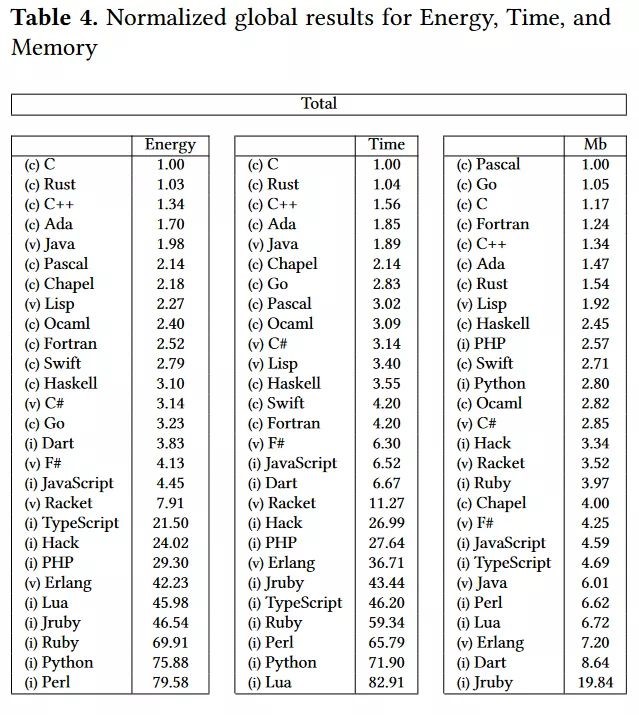 Table 4. Normalized global results for Energy, Time, and
Memory
Total
Energy
(c) C 1.00
(c) Rust 1.03
(c) C++ 1.34
(c) Ada 1.70
(v) Java 1.98
(c) Pascal 2.14
(c) Chapel 2.18
(v) Lisp 2.27
(c) Ocaml 2.40
(c) Fortran 2.52
(c) Swift 2.79
(c) Haskell 3.10
(v) C# 3.14
(c) Go 3.23
(i) Dart 3.83
(v) F# 4.13
(i) JavaScript 4.45
(v) Racket 7.91
(i) TypeScript 21.50
(i) Hack 24.02
(i) PHP 29.30
(v) Erlang 42.23
(i) Lua 45.98
(i) Jruby 46.54
(i) Ruby 69.91
(i) Python 75.88
(i) Perl 79.58
Time
(c) C 1.00
(c) Rust 1.04
(c) C++ 1.56
(c) Ada 1.85
(v) Java 1.89
(c) Chapel 2.14
(c) Go 2.83
(c) Pascal 3.02
(c) Ocaml 3.09
(v) C# 3.14
(v) Lisp 3.40
(c) Haskell 3.55
(c) Swift 4.20
(c) Fortran 4.20
(v) F# 6.30
(i) JavaScript 6.52
(i) Dart 6.67
(v) Racket 11.27
(i) Hack 26.99
(i) PHP 27.64
(v) Erlang 36.71
(i) Jruby 43.44
(i) TypeScript 46.20
(i) Ruby 59.34
(i) Perl 65.79
(i) Python 71.90
(i) Lua 82.91
Mb
(c) Pascal 1.00
(c) Go 1.05
(c) C 1.17
(c) Fortran 1.24
(c) C++ 1.34
(c) Ada 1.47
(c) Rust 1.54
(v) Lisp 1.92
(c) Haskell 2.45
(i) PHP 2.57
(c) Swift 2.71
(i) Python 2.80
(c) Ocaml 2.82
(v) C# 2.85
(i) Hack 3.34
(v) Racket 3.52
(i) Ruby 3.97
(c) Chapel 4.00
(v) F# 4.25
(i) JavaScript 4.59
(i) TypeScript 4.69
(v) Java 6.01
(i) Perl 6.62
(i) Lua 6.72
(v) Erlang 7.20
(i) Dart 8.64
(i) Jruby 19.84